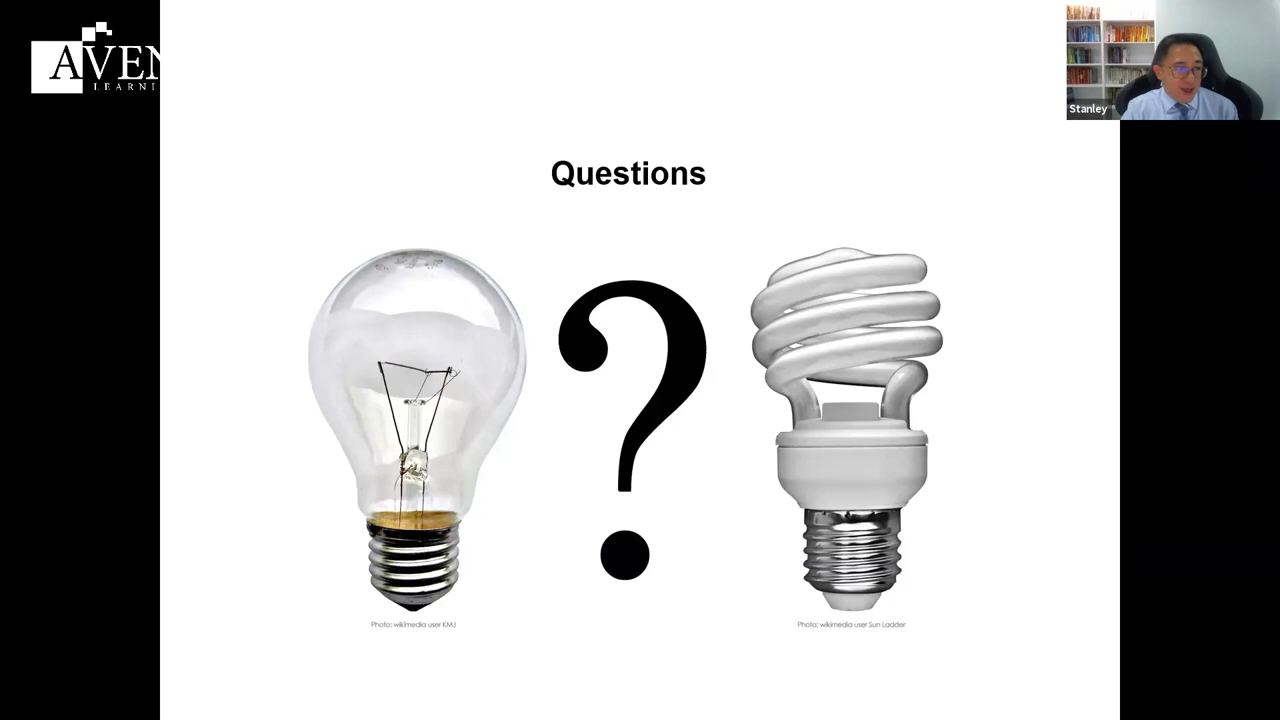 AVEN
LEARNI
Stanley
Questions
?
Photo: wikimedia user KMJ
Photo: wikimedia user Sun Ladder